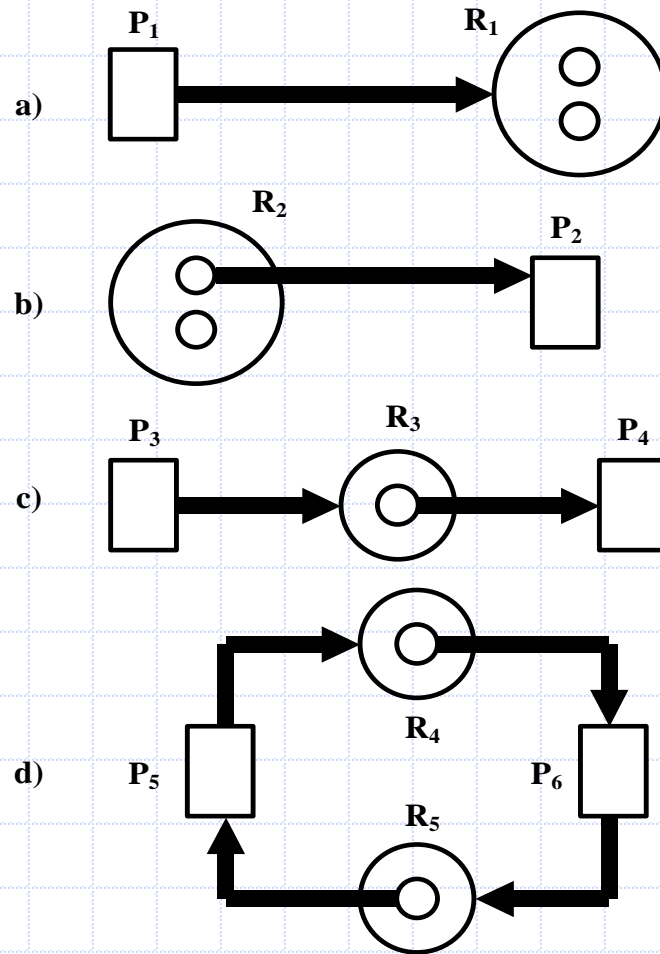 P₁ R₁
a)
R₂ P₂
b)
P₃ R₃ P₄
c)
R₄
d) P₅ P₆
R₅